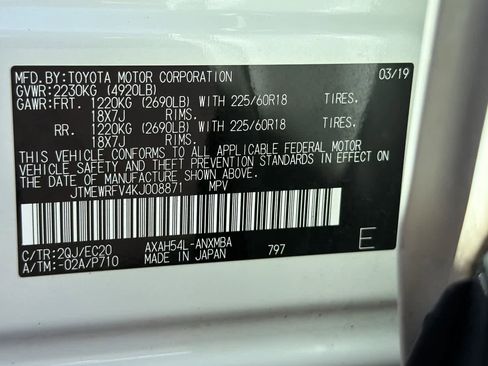 MFD.BY:TOYOTA MOTOR CORPORATION 03/19
GVWR:2230KG (4920LB)
GAWR:FRT. 1220KG (2690LB) WITH 225/60R18 TIRES.
18X7J RIMS.
RR. 1220KG (2690LB) WITH 225/60R18 TIRES.
18X7J RIMS.
THIS VEHICLE CONFORMS TO ALL APPLICABLE FEDERAL MOTOR
VEHICLE SAFETY AND THEFT PREVENTION STANDARDS IN EFFECT
ON THE DATE OF MANUFACTURE SHOWN ABOVE.
JTMEWRFV4KJ008871 MPV
C/TR:2QJ/EC20 AXAH54L-ANXMBA 797 E
A/TM:-02A/P710 MADE IN JAPAN